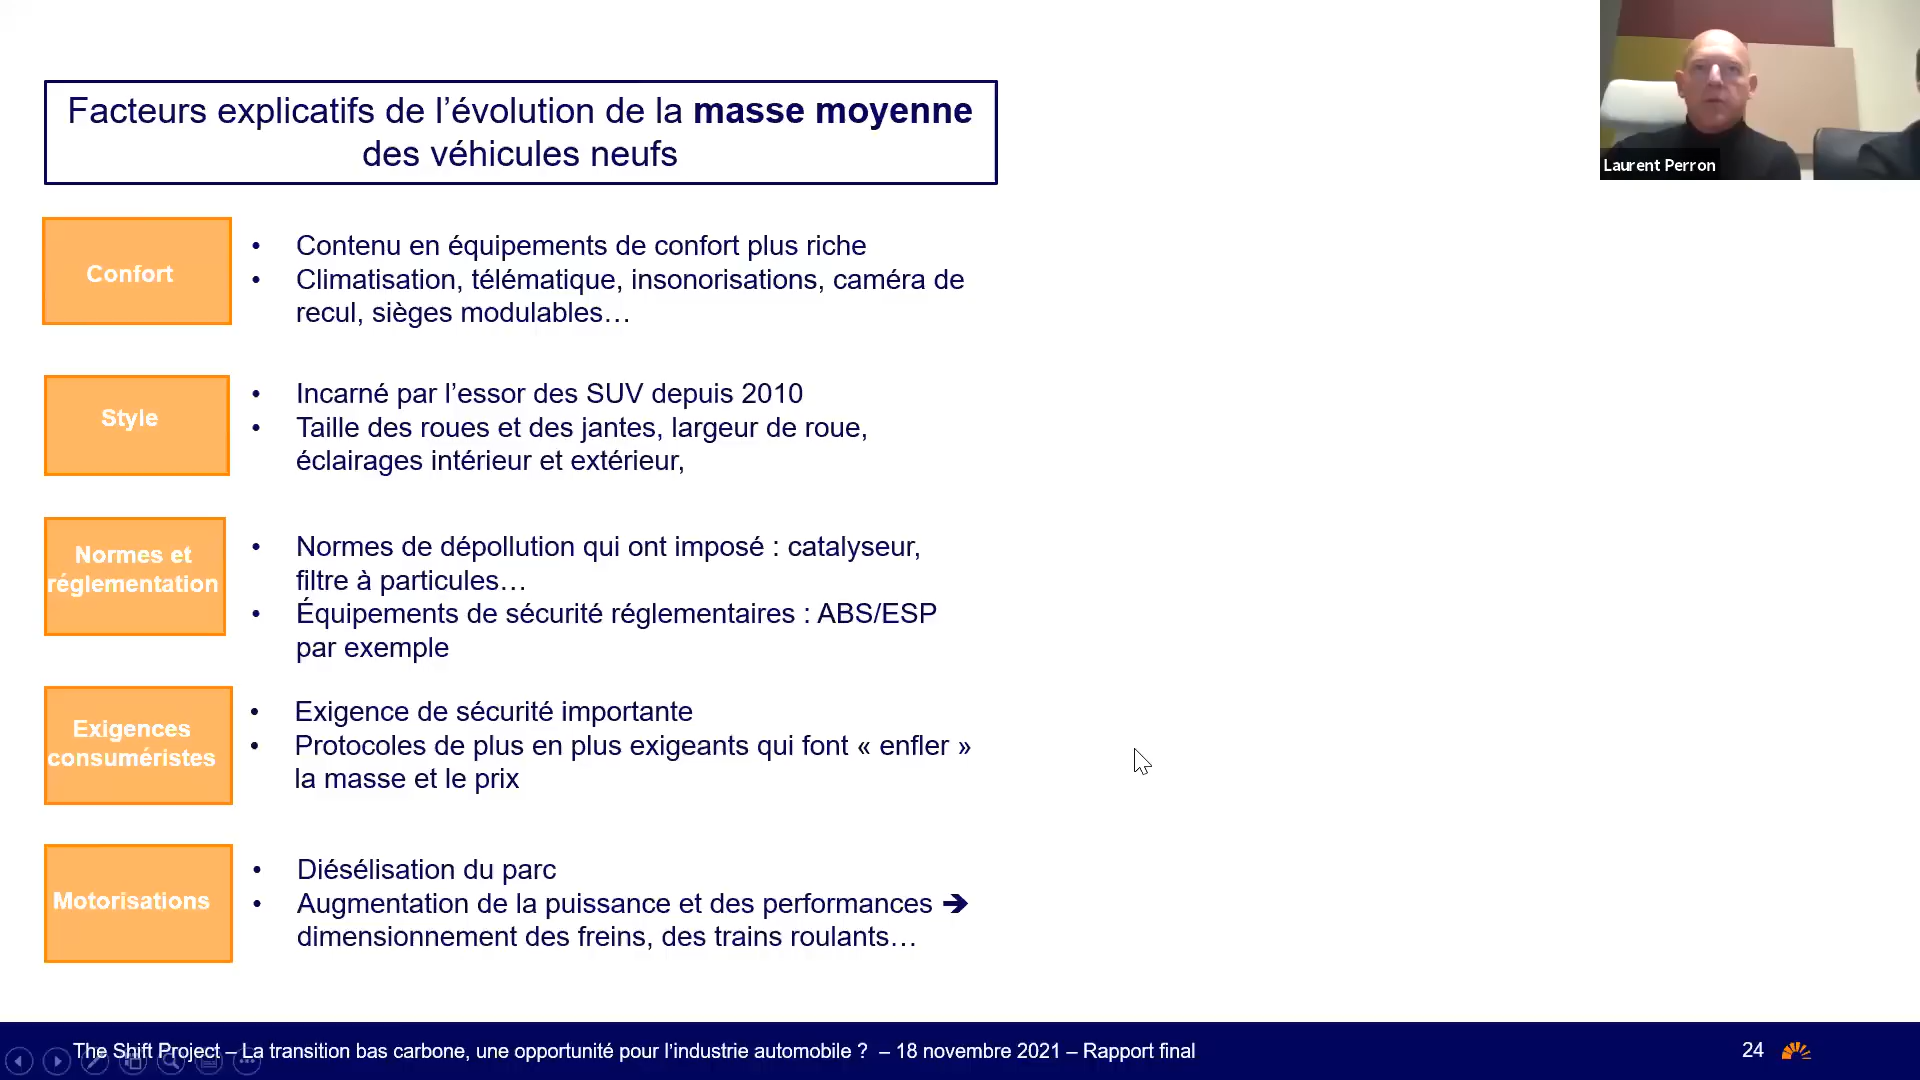 Facteurs explicatifs de l’évolution de la masse moyenne
des véhicules neufs
Laurent Perron
Confort
• Contenu en équipements de confort plus riche
• Climatisation, télématique, insonorisations, caméra de
recul, sièges modulables…
Style
• Incarné par l’essor des SUV depuis 2010
• Taille des roues et des jantes, largeur de roue,
éclairages intérieur et extérieur,
Normes et
réglementation
• Normes de dépollution qui ont imposé : catalyseur,
filtre à particules…
• Équipements de sécurité réglementaires : ABS/ESP
par exemple
Exigences
consuméristes
• Exigence de sécurité importante
• Protocoles de plus en plus exigeants qui font « enfler »
la masse et le prix
Motorisations
• Diésélisation du parc
• Augmentation de la puissance et des performances ➔
dimensionnement des freins, des trains roulants…
The Shift Project – La transition bas carbone, une opportunité pour l’industrie automobile ? – 18 novembre 2021 – Rapport final
24